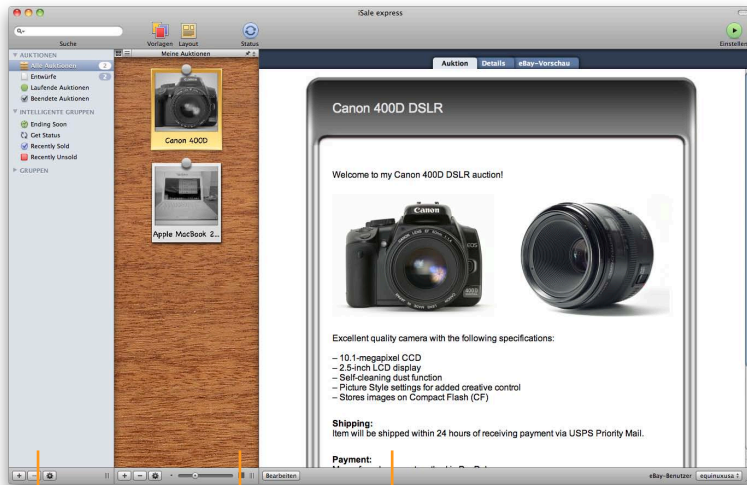 iSale express
Suche
Vorlagen
Layout
Status
Einstellen
AUKTIONEN
Alle Auktionen 2
Entwürfe 2
Laufende Auktionen
Beendete Auktionen
INTELLIGENTE GRUPPEN
Ending Soon
Get Status
Recently Sold
Recently Unsold
GRUPPEN
Meine Auktionen
Canon 400D
Apple MacBook 2...
Auktion
Details
eBay-Vorschau
Canon 400D DSLR
Welcome to my Canon 400D DSLR auction!
Canon
EOS
400D
Excellent quality camera with the following specifications:
– 10.1-megapixel CCD
– 2.5-inch LCD display
– Self-cleaning dust function
– Picture Style settings for added creative control
– Stores images on Compact Flash (CF)
Shipping:
Item will be shipped within 24 hours of receiving payment via USPS Priority Mail.
Payment:
Bearbeiten
eBay-Benutzer equinuxusa